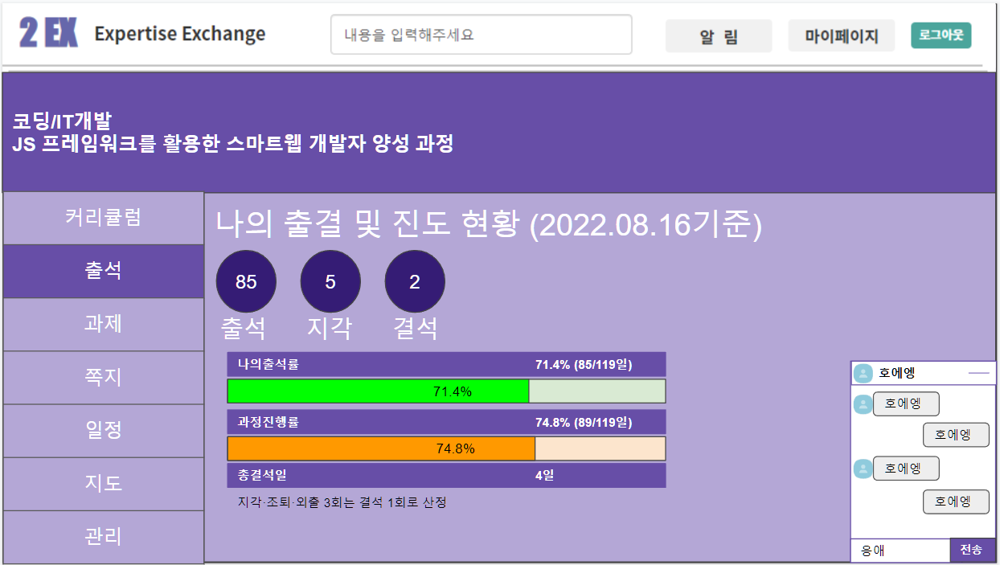 2 EX Expertise Exchange 내용을 입력해주세요 알 림 마이페이지 로그아웃
코딩/IT개발
JS 프레임워크를 활용한 스마트웹 개발자 양성 과정
커리큘럼
출석
과제
쪽지
일정
지도
관리
나의 출결 및 진도 현황 (2022.08.16기준)
85 5 2
출석 지각 결석
나의출석률 71.4% (85/119일)
71.4%
과정진행률 74.8% (89/119일)
74.8%
총결석일 4일
지각·조퇴·외출 3회는 결석 1회로 산정
호에엥
호에엥
호에엥
호에엥
호에엥
응애 전송